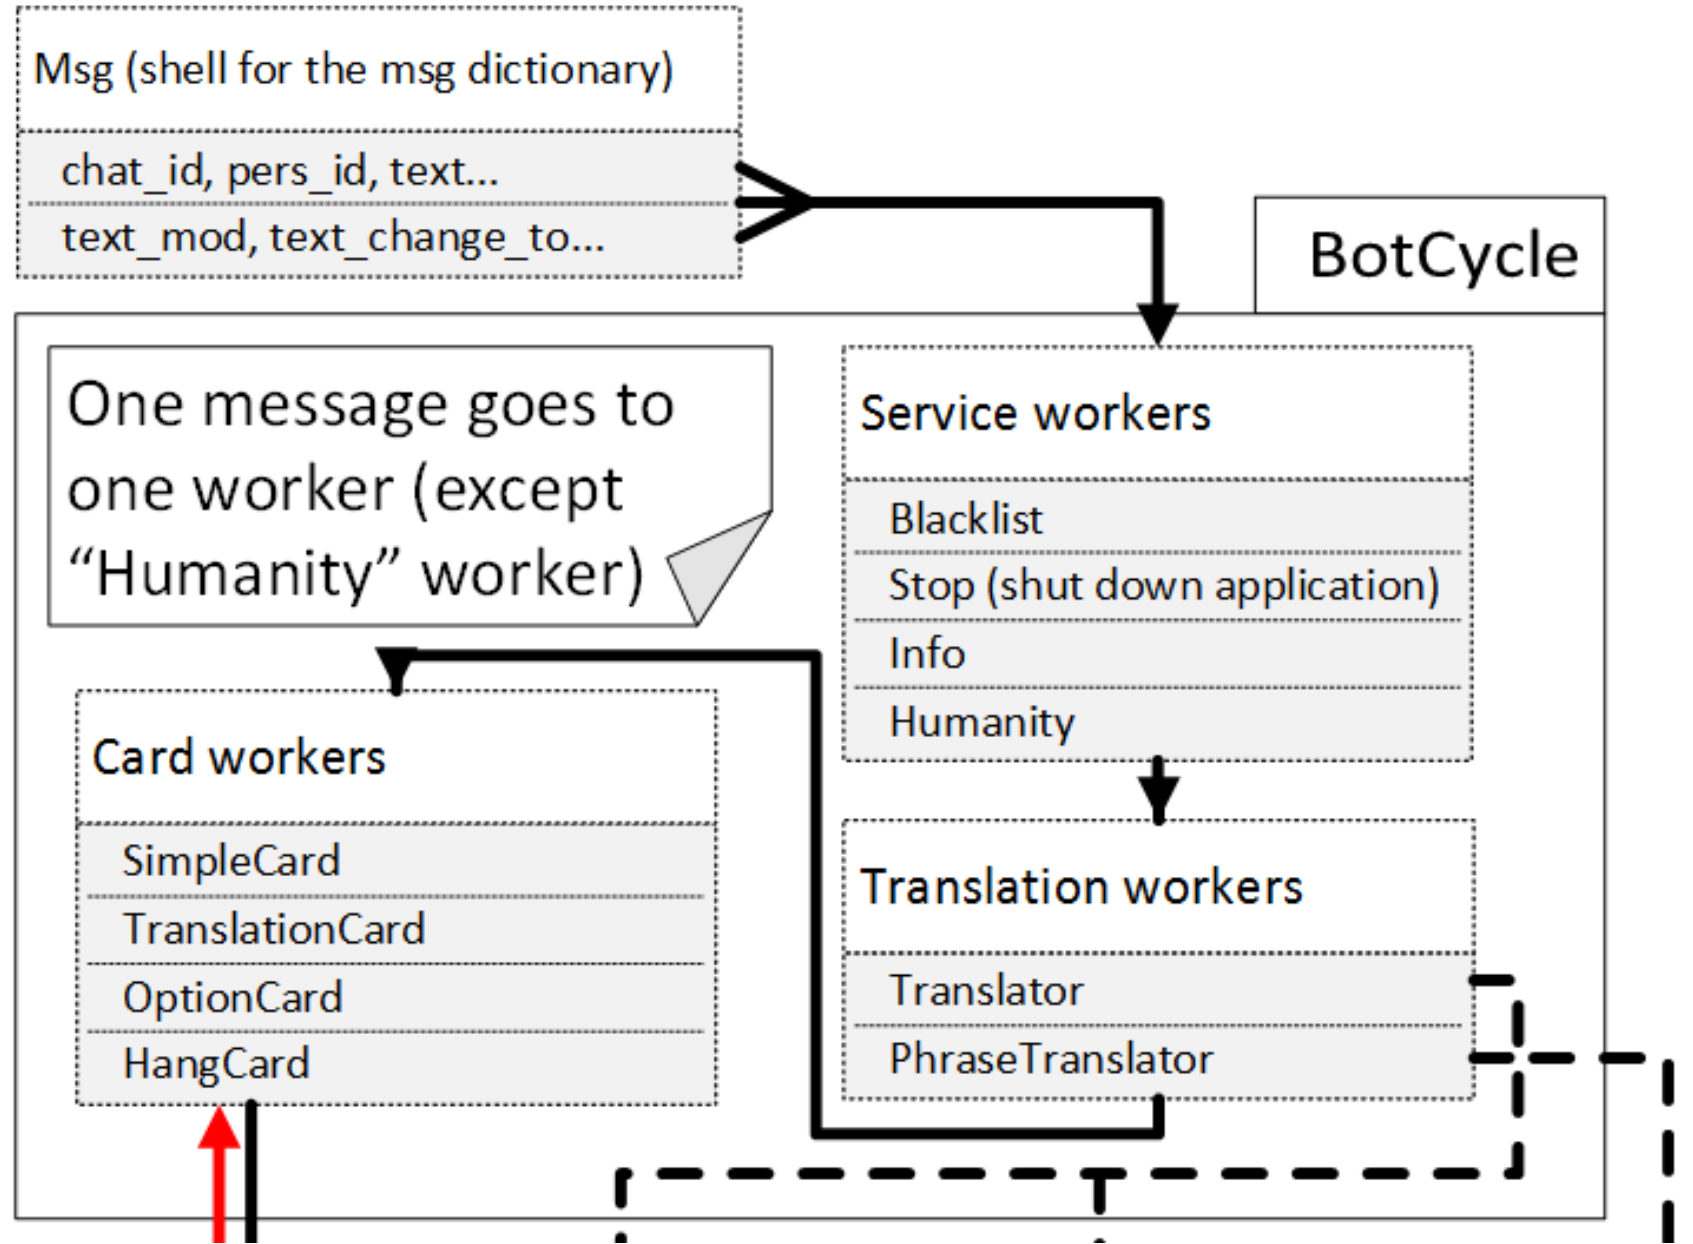 Msg (shell for the msg dictionary)
chat_id, pers_id, text...
text_mod, text_change_to...
BotCycle
One message goes to
one worker (except
“Humanity” worker)
Service workers
Blacklist
Stop (shut down application)
Info
Humanity
Card workers
SimpleCard
TranslationCard
OptionCard
HangCard
Translation workers
Translator
PhraseTranslator